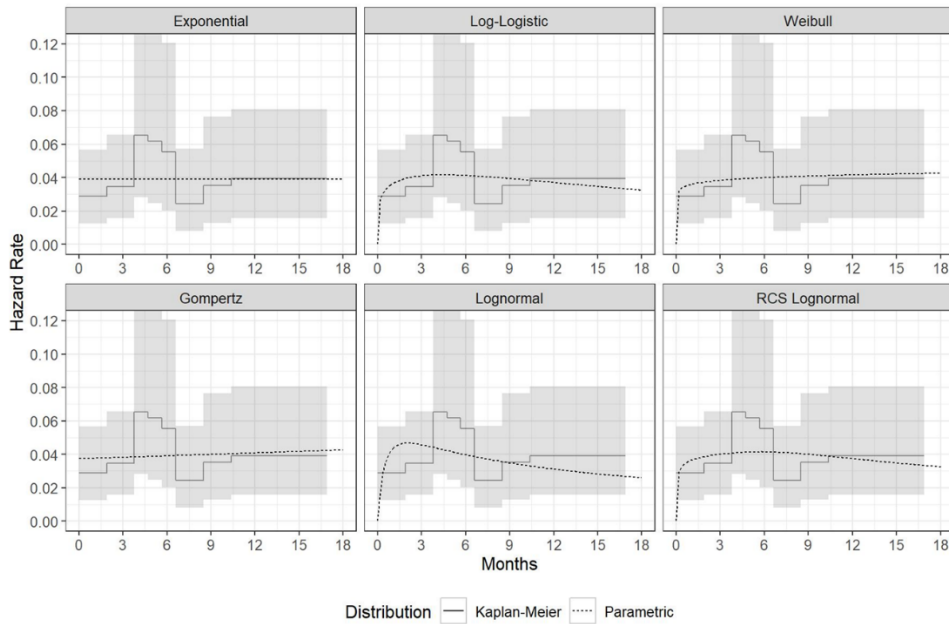 Exponential
Log-Logistic
Weibull
0.12
0.10
0.08
0.06
0.04
0.02
0.00
0 3 6 9 12 15 18
0 3 6 9 12 15 18
0 3 6 9 12 15 18
Gompertz
Lognormal
RCS Lognormal
0.12
0.10
0.08
0.06
0.04
0.02
0.00
0 3 6 9 12 15 18
0 3 6 9 12 15 18
0 3 6 9 12 15 18
Hazard Rate
Months
Distribution Kaplan-Meier Parametric